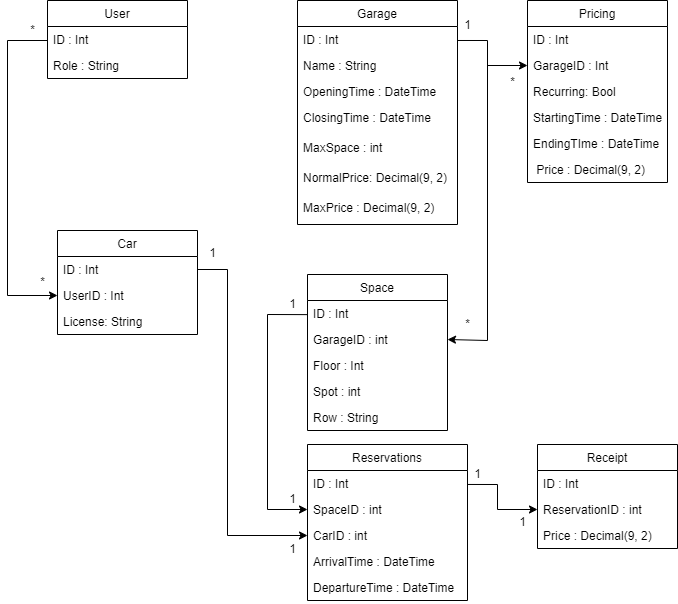 User
*
ID : Int
Role : String
Garage
1
ID : Int
Name : String
OpeningTime : DateTime
ClosingTime : DateTime
MaxSpace : int
NormalPrice: Decimal(9, 2)
MaxPrice : Decimal(9, 2)
Pricing
ID : Int
GarageID : Int
*
Recurring: Bool
StartingTime : DateTime
EndingTIme : DateTime
Price : Decimal(9, 2)
Car
1
ID : Int
*
UserID : Int
License: String
Space
1
ID : Int
*
GarageID : int
Floor : Int
Spot : int
Row : String
Reservations
1
ID : Int
1
SpaceID : int
CarID : int
1
ArrivalTime : DateTime
DepartureTime : DateTime
Receipt
ID : Int
ReservationID : int
1
Price : Decimal(9, 2)